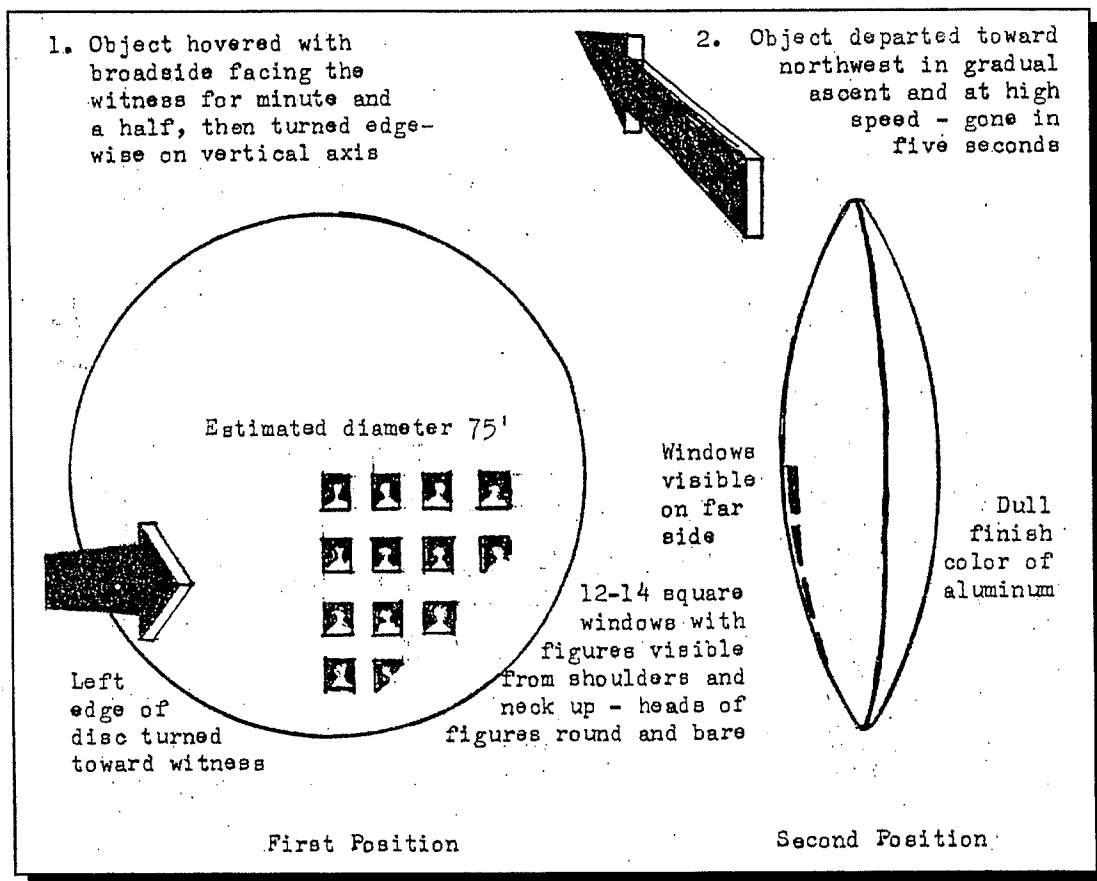 1. Object hovered with
broadside facing the
witness for minute and
a half, then turned edge-
wise on vertical axis
2. Object departed toward
northwest in gradual
ascent and at high
speed - gone in
five seconds
Estimated diameter 75'
Windows
visible
on far
side
Dull
finish
color of
aluminum
12-14 square
windows with
figures visible
from shoulders and
neck up - heads of
figures round and bare
Left
edge of
disc turned
toward witness
First Position
Second Position